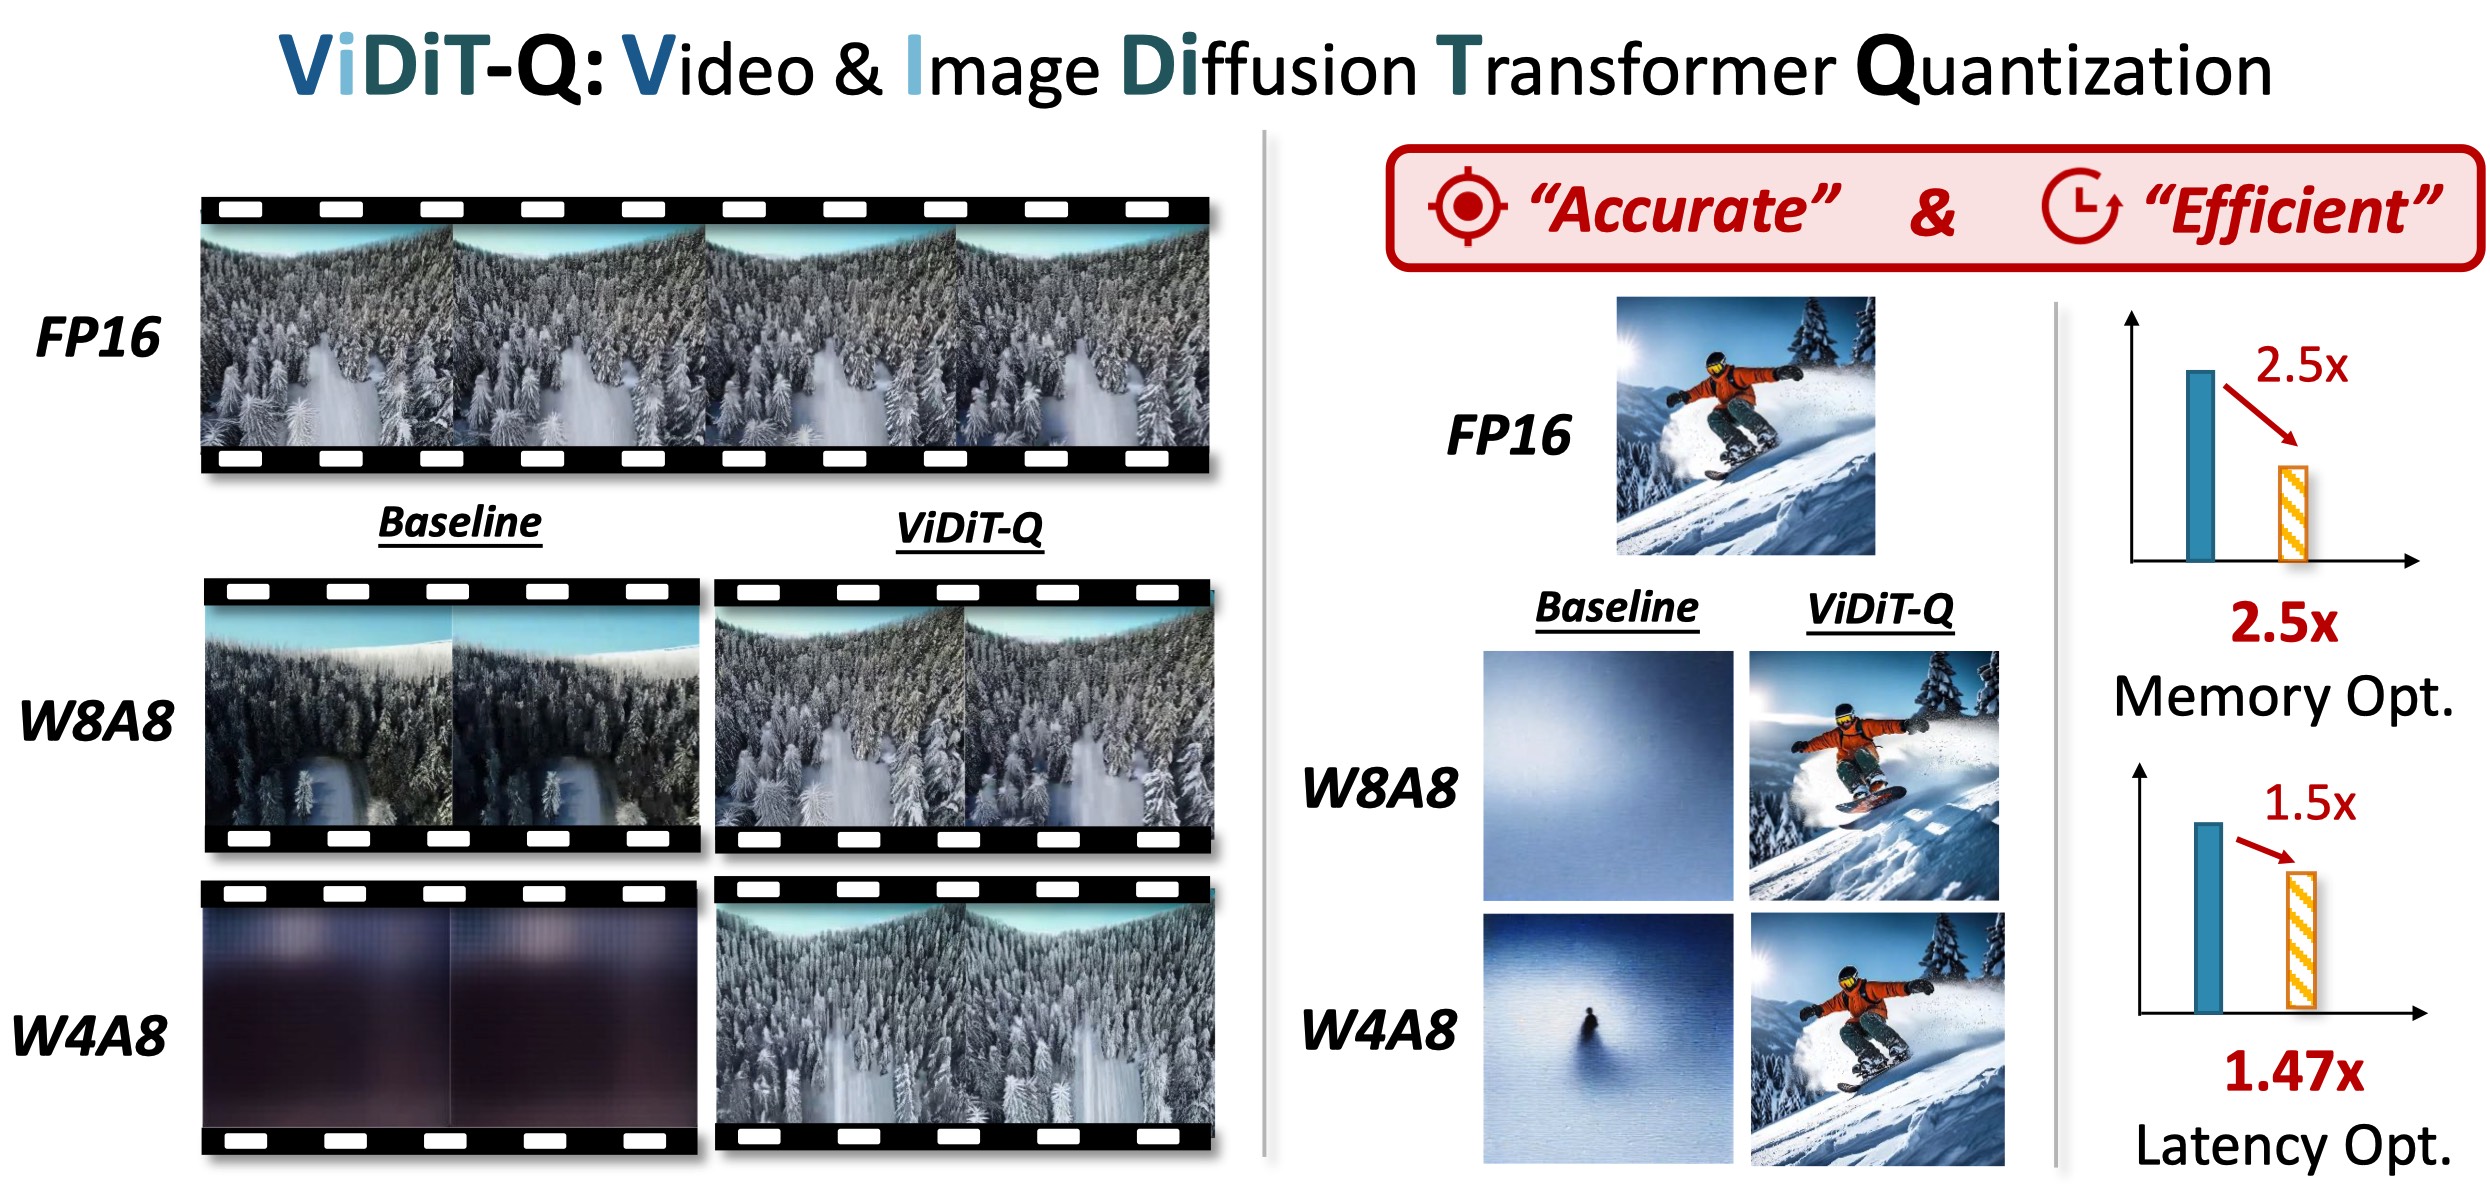 ViDiT-Q: Video & Image Diffusion Transformer Quantization
FP16
Baseline
ViDiT-Q
W8A8
W4A8
“Accurate” & “Efficient”
FP16
Baseline
ViDiT-Q
W8A8
W4A8
2.5x
2.5x
Memory Opt.
1.5x
1.47x
Latency Opt.